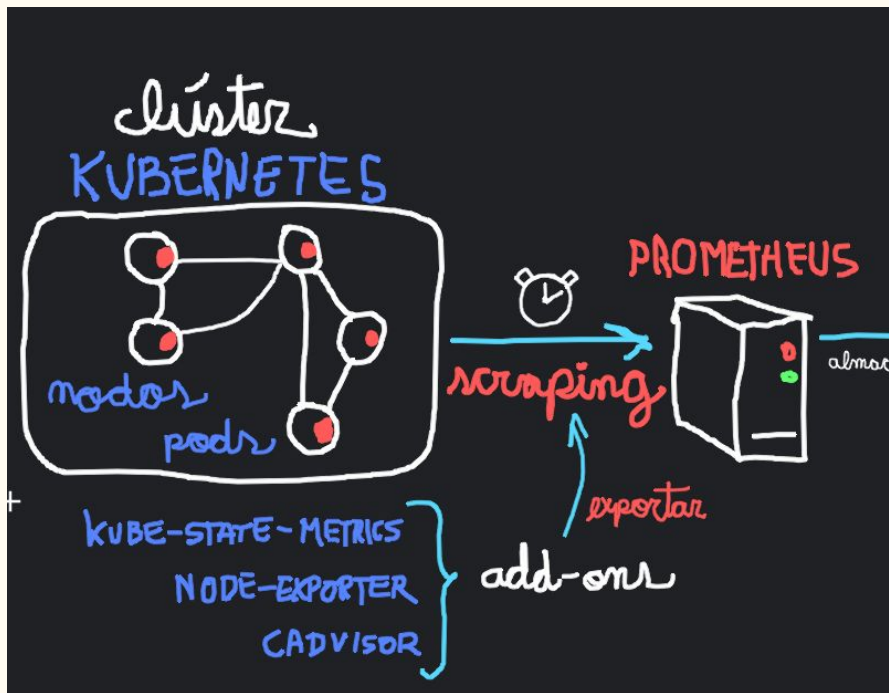 clúster
KUBERNETES
PROMETHEUS
scraping
nodos
pods
exportar
KUBE-STATE-METRICS
NODE-EXPORTER
CADVISOR
add-ons